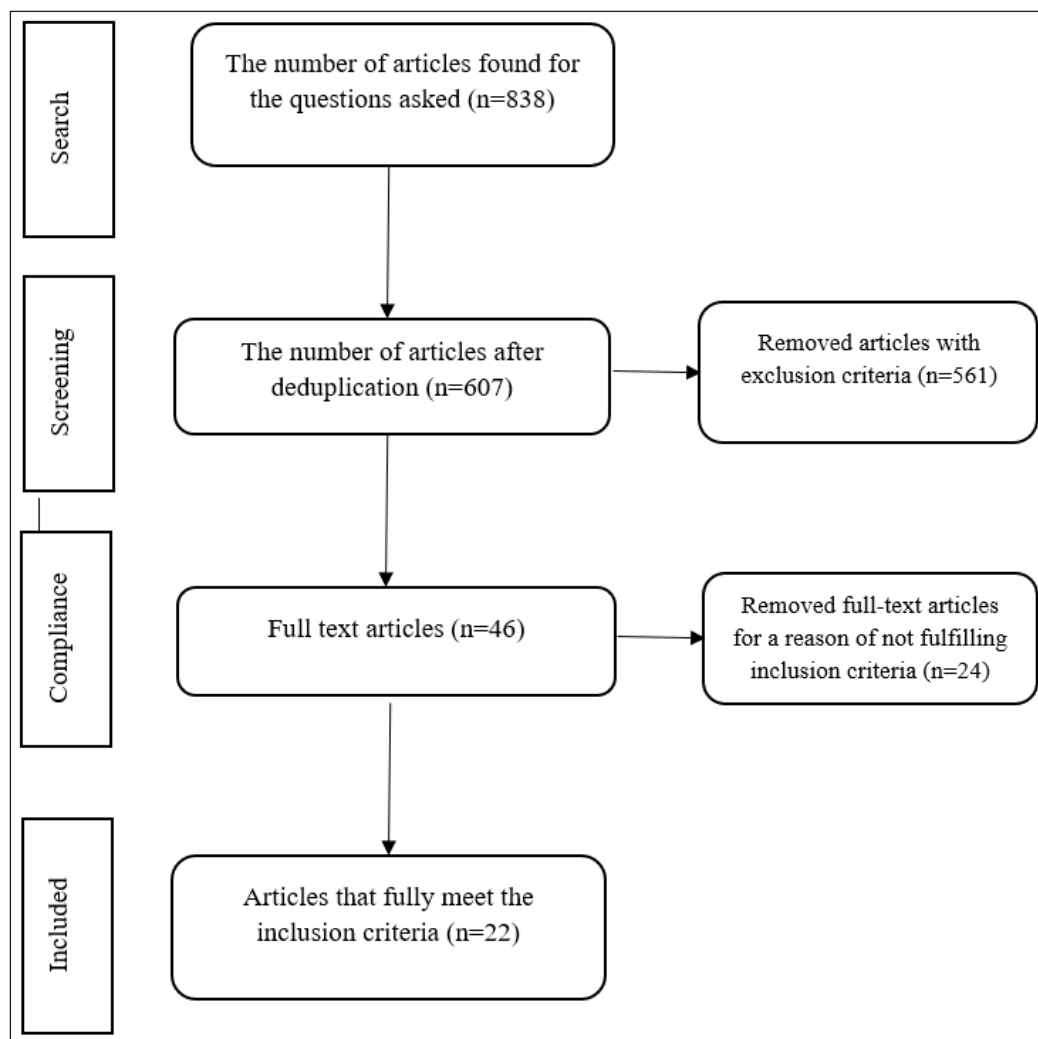 Search
The number of articles found for
the questions asked (n=838)
Screening
The number of articles after
deduplication (n=607)
Removed articles with
exclusion criteria (n=561)
Compliance
Full text articles (n=46)
Removed full-text articles
for a reason of not fulfilling
inclusion criteria (n=24)
Included
Articles that fully meet the
inclusion criteria (n=22)